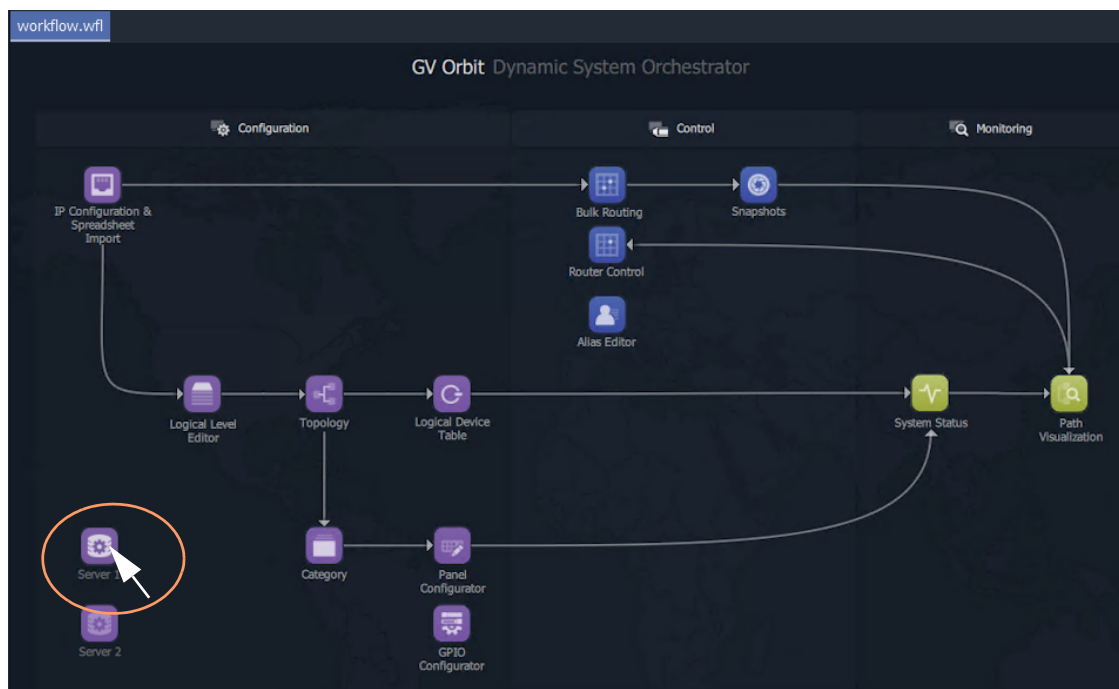 workflow.wfl
GV Orbit Dynamic System Orchestrator
Configuration
Control
Monitoring
IP Configuration &
Spreadsheet
Import
Bulk Routing
Snapshots
Router Control
Alias Editor
Logical Level
Editor
Topology
Logical Device
Table
System Status
Path
Visualization
Server 1
Category
Panel
Configurator
Server 2
GPIO
Configurator